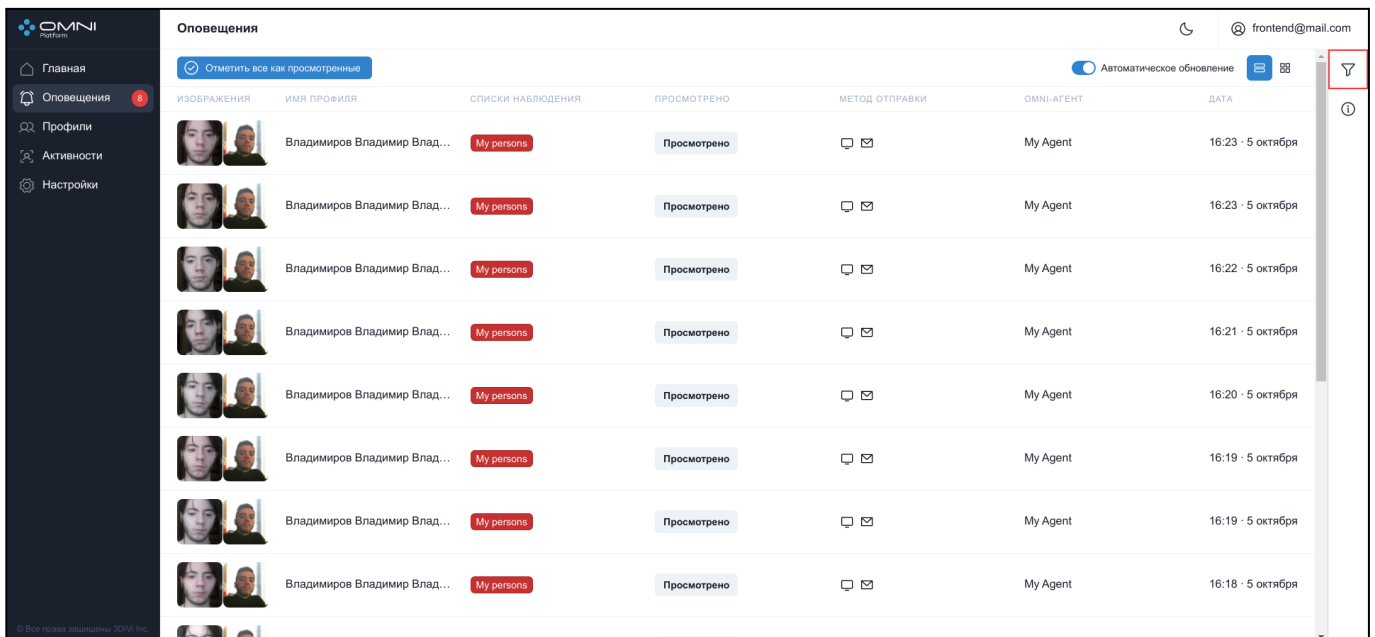 OMNI
Platform
Оповещения
frontend@mail.com
Главная
Оповещения 8
Профили
Активности
Настройки
Отметить все как просмотренные
Автоматическое обновление
ИЗОБРАЖЕНИЯ ИМЯ ПРОФИЛЯ СПИСКИ НАБЛЮДЕНИЯ ПРОСМОТРЕНО МЕТОД ОТПРАВКИ OMNI-АГЕНТ ДАТА
Владимиров Владимир Влад... My persons Просмотрено My Agent 16:23 · 5 октября
Владимиров Владимир Влад... My persons Просмотрено My Agent 16:23 · 5 октября
Владимиров Владимир Влад... My persons Просмотрено My Agent 16:22 · 5 октября
Владимиров Владимир Влад... My persons Просмотрено My Agent 16:21 · 5 октября
Владимиров Владимир Влад... My persons Просмотрено My Agent 16:20 · 5 октября
Владимиров Владимир Влад... My persons Просмотрено My Agent 16:19 · 5 октября
Владимиров Владимир Влад... My persons Просмотрено My Agent 16:19 · 5 октября
Владимиров Владимир Влад... My persons Просмотрено My Agent 16:18 · 5 октября
© Все права защищены 3DiVi Inc.